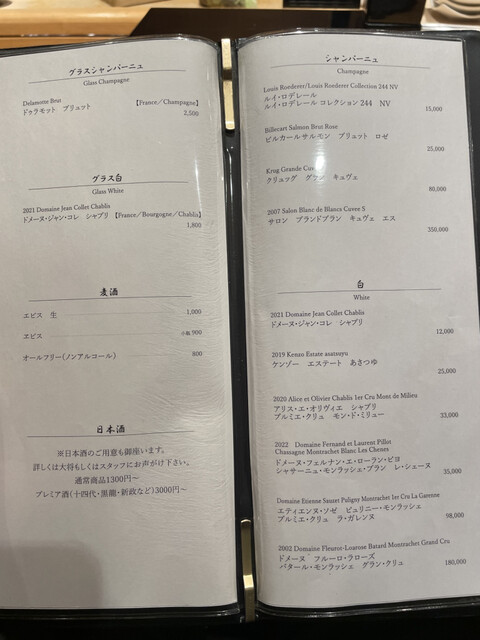 グラスシャンパーニュ
Glass Champagne
Delamotte Brut 【France/Champagne】
ドゥラモット ブリュット 2,500
グラス白
Glass White
2021 Domaine Jean Collet Chablis
ドメーヌ・ジャン・コレ シャブリ 【France/Bourgogne/Chablis】
1,800
麦酒
ヱビス 生 1,000
ヱビス 小瓶 900
オールフリー(ノンアルコール) 800
日本酒
※日本酒のご用意も御座います。
詳しくは大将もしくはスタッフにお声がけ下さい。
通常商品1300円〜
プレミア酒(十四代・黒龍・新政など)3000円〜
シャンパーニュ
Champagne
Louis Roederer/Louis Roederer Collection 244 NV
ルイ・ロデレール
ルイ・ロデレール コレクション 244 NV
15,000
Billecart Salmon Brut Rose
ビルカールサルモン ブリュット ロゼ
25,000
Krug Grande Cuvee
クリュッグ グラン キュヴェ
80,000
2007 Salon Blanc de Blancs Cuvee S
サロン ブランドブラン キュヴェ エス
350,000
白
White
2021 Domaine Jean Collet Chablis
ドメーヌ・ジャン・コレ シャブリ
12,000
2019 Kenzo Estate asatsuyu
ケンゾー エステート あさつゆ
25,000
2020 Alice et Olivier Chablis 1er Cru Mont de Milieu
アリス・エ・オリヴィエ シャブリ
プルミエ・クリュ モン・ド・ミリュー
33,000
2022 Domaine Fernand et Laurent Pillot
Chassagne Montrachet Blanc Les Chenes
ドメーヌ・フェルナン・エ・ローラン・ピヨ
シャサーニュ・モンラッシェ・ブラン レ・シェーヌ
35,000
Domaine Etienne Sauzet Puligny Montrachet 1er Cru La Garenne
エティエンヌ・ソゼ ピュリニー・モンラッシェ
プルミエ・クリュ ラ・ガレンヌ
98,000
2002 Domaine Fleurot-Lourose Batard Montrachet Grand Cru
ドメーヌ フルーロ・ラローズ
バタール・モンラッシェ グラン・クリュ
180,000